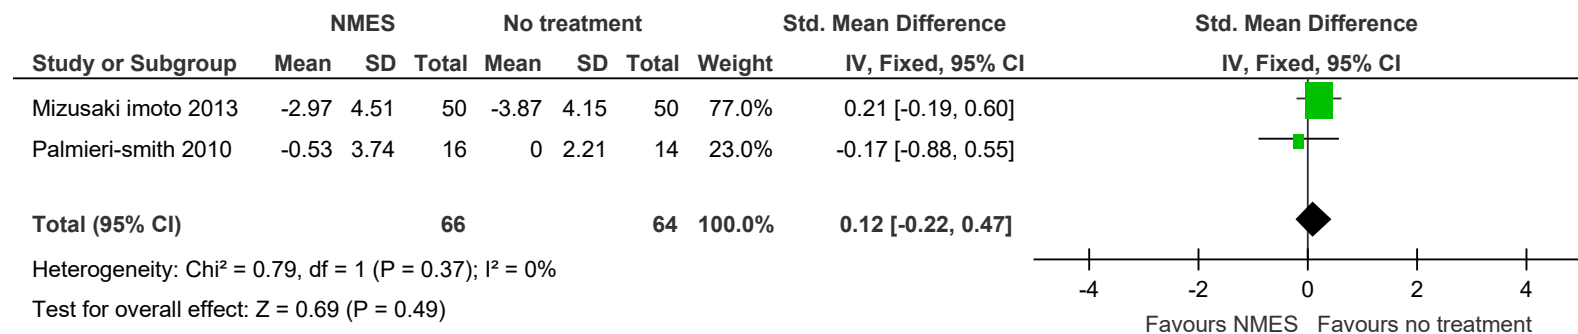 NMES No treatment Std. Mean Difference Std. Mean Difference
Study or Subgroup Mean SD Total Mean SD Total Weight IV, Fixed, 95% CI IV, Fixed, 95% CI
Mizusaki imoto 2013 -2.97 4.51 50 -3.87 4.15 50 77.0% 0.21 [-0.19, 0.60]
Palmieri-smith 2010 -0.53 3.74 16 0 2.21 14 23.0% -0.17 [-0.88, 0.55]
Total (95% CI) 66 64 100.0% 0.12 [-0.22, 0.47]
Heterogeneity: Chi² = 0.79, df = 1 (P = 0.37); I² = 0%
Test for overall effect: Z = 0.69 (P = 0.49)
-4 -2 0 2 4
Favours NMES Favours no treatment